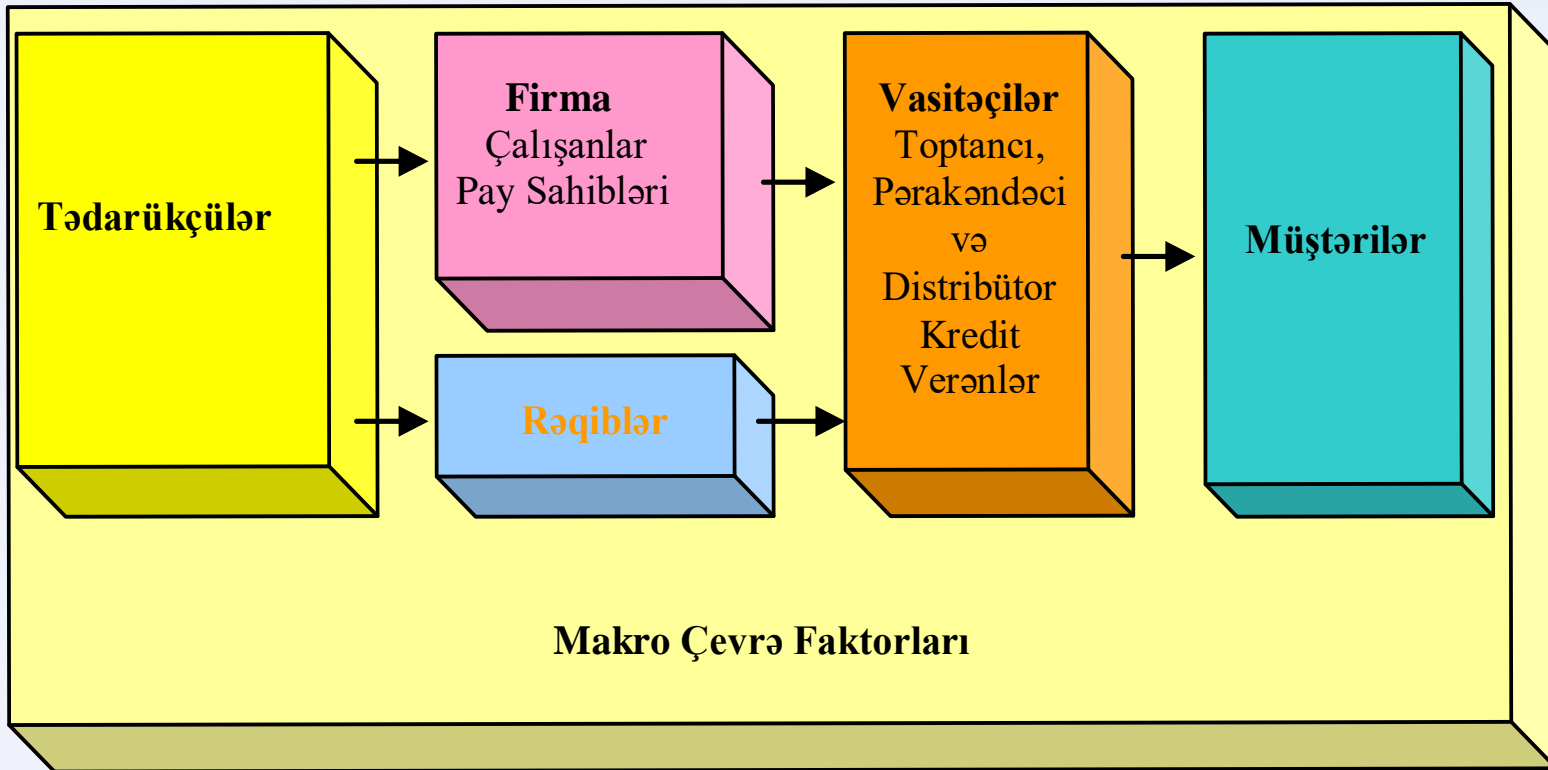 Tədarükçülər
Firma
Çalışanlar
Pay Sahibləri
Rəqiblər
Vasitəçilər
Toptancı,
Pərakəndəci
və
Distribütor
Kredit
Verənlər
Müştərilər
Makro Çevrə Faktorları